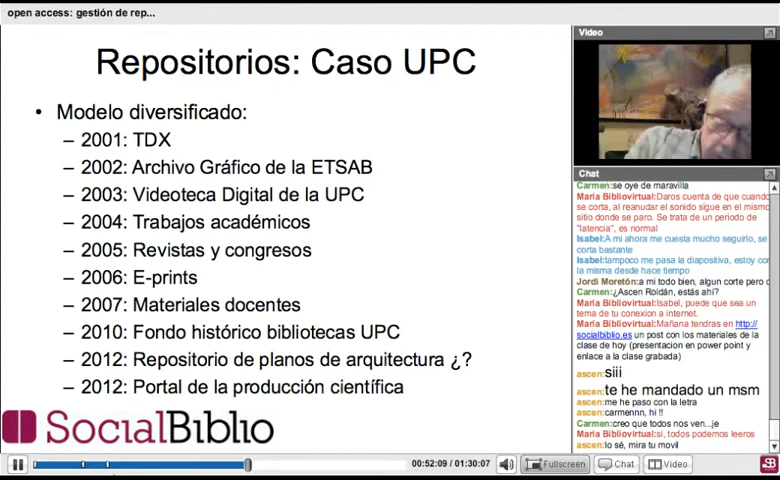 open access: gestión de rep...
Repositorios: Caso UPC
• Modelo diversificado:
– 2001: TDX
– 2002: Archivo Gráfico de la ETSAB
– 2003: Videoteca Digital de la UPC
– 2004: Trabajos académicos
– 2005: Revistas y congresos
– 2006: E-prints
– 2007: Materiales docentes
– 2010: Fondo histórico bibliotecas UPC
– 2012: Repositorio de planos de arquitectura ¿?
– 2012: Portal de la producción científica
SocialBiblio
Video
Chat
Carmen:se oye de maravilla
Maria Bibliovirtual:Daros cuenta de que cuando
se corta, al reanudar el sonido sigue en el mismo
sitio donde se paro. Se trata de un periodo de
"latencia", es normal
Isabel:A mi ahora me cuesta mucho seguirlo, se
corta bastante
Isabel:tampoco me pasa la diapositiva, estoy con
la misma desde hace tiempo
Jordi Moretón:a mi todo bien, algun corte pero
Carmen:¿Ascen Roldán, estás ahí?
Maria Bibliovirtual:Isabel, puede que sea un
tema de tu conexion a internet.
Maria Bibliovirtual:Mañana tendras en http://
socialbiblio.es un post con los materiales de la
clase de hoy (presentacion en power point y
enlace a la clase grabada)
ascen:siii
ascen:te he mandado un msm
ascen:me he paso con la letra
ascen:carmennn, hi !!
Carmen:creo que todos nos ven...je
Maria Bibliovirtual:si, todos podemos leeros
ascen:lo sé, mira tu movil
00:52:09 | 01:30:07
Fullscreen
Chat
Video
SB